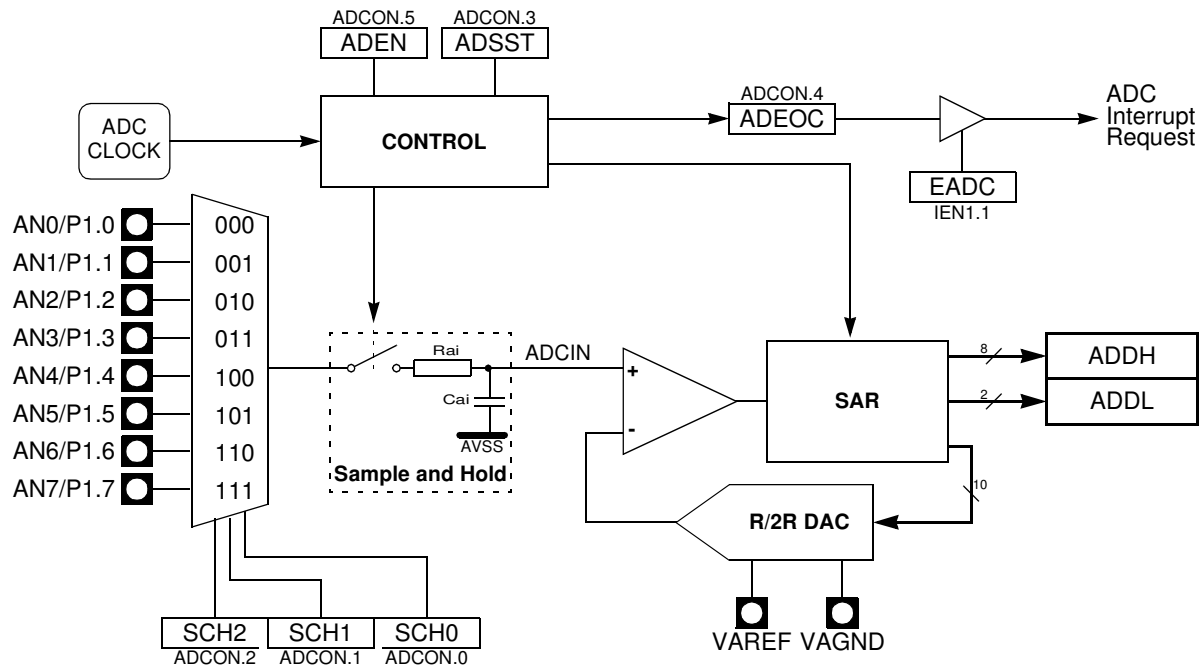 ADCON.5
ADEN
ADCON.3
ADSST
ADC
CLOCK
CONTROL
ADCON.4
ADEOC
ADC
Interrupt
Request
EADC
IEN1.1
AN0/P1.0
000
AN1/P1.1
001
AN2/P1.2
010
AN3/P1.3
011
AN4/P1.4
100
AN5/P1.5
101
AN6/P1.6
110
AN7/P1.7
111
Rai
Cai
AVSS
Sample and Hold
ADCIN
+
-
SAR
8
ADDH
2
ADDL
10
R/2R DAC
VAREF
VAGND
SCH2
SCH1
SCH0
ADCON.2
ADCON.1
ADCON.0